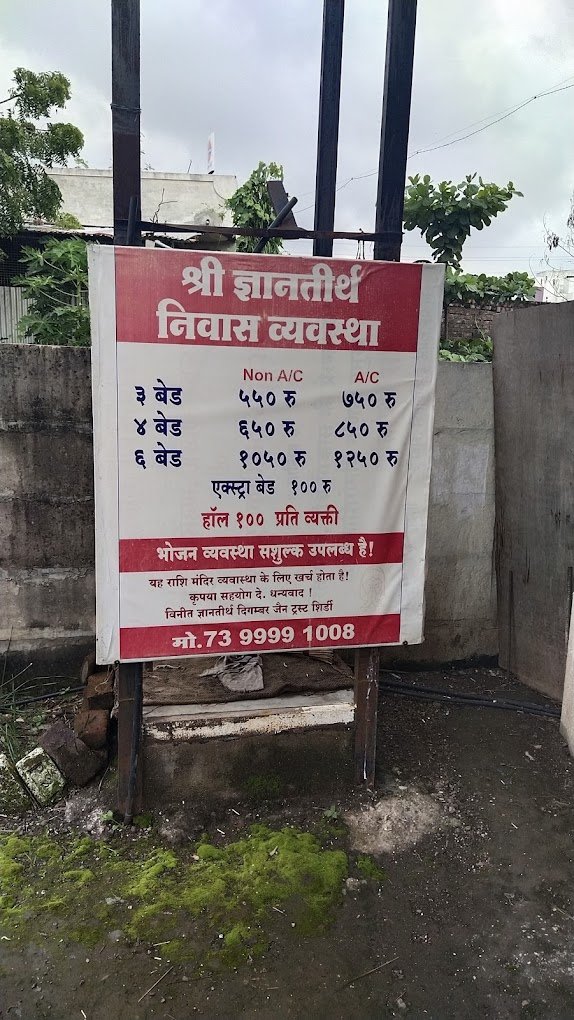 श्री ज्ञानतीर्थ
निवास व्यवस्था
Non A/C A/C
३ बेड ५५० रु ७५० रु
४ बेड ६५० रु ८५० रु
६ बेड १०५० रु १२५० रु
एक्स्ट्रा बेड १०० रु
हॉल १०० प्रति व्यक्ती
भोजन व्यवस्था सशुल्क उपलब्ध है!
यह राशि मंदिर व्यवस्था के लिए खर्च होता है!
कृपया सहयोग दे. धन्यवाद !
विनीत ज्ञानतीर्थ दिगम्बर जैन ट्रस्ट शिर्डी
मो.73 9999 1008